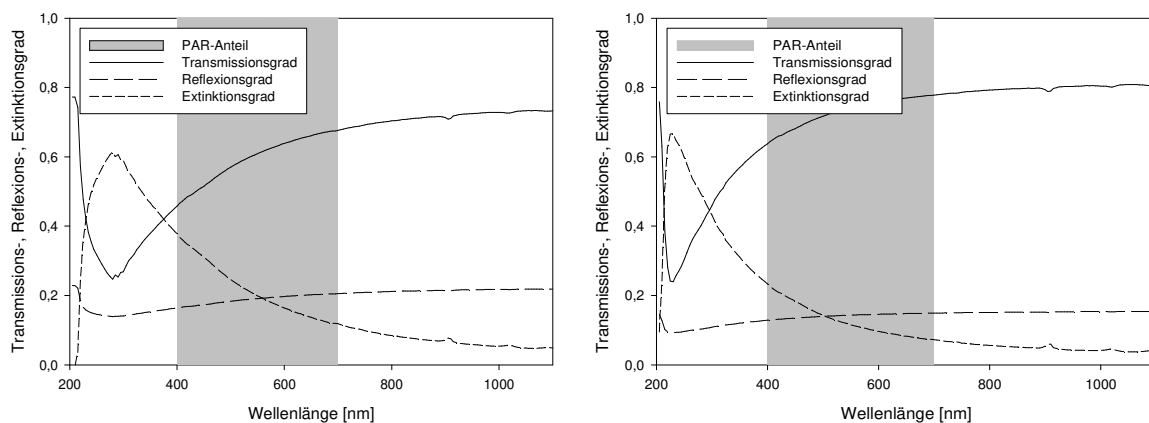 Transmissions-, Reflexions-, Extinktionsgrad
1,0
0,8
0,6
0,4
0,2
0,0
PAR-Anteil
Transmissionsgrad
Reflexionsgrad
Extinktionsgrad
200 400 600 800 1000
Wellenlänge [nm]
Transmissions-, Reflexions-, Extinktionsgrad
1,0
0,8
0,6
0,4
0,2
0,0
PAR-Anteil
Transmissionsgrad
Reflexionsgrad
Extinktionsgrad
200 400 600 800 1000
Wellenlänge [nm]